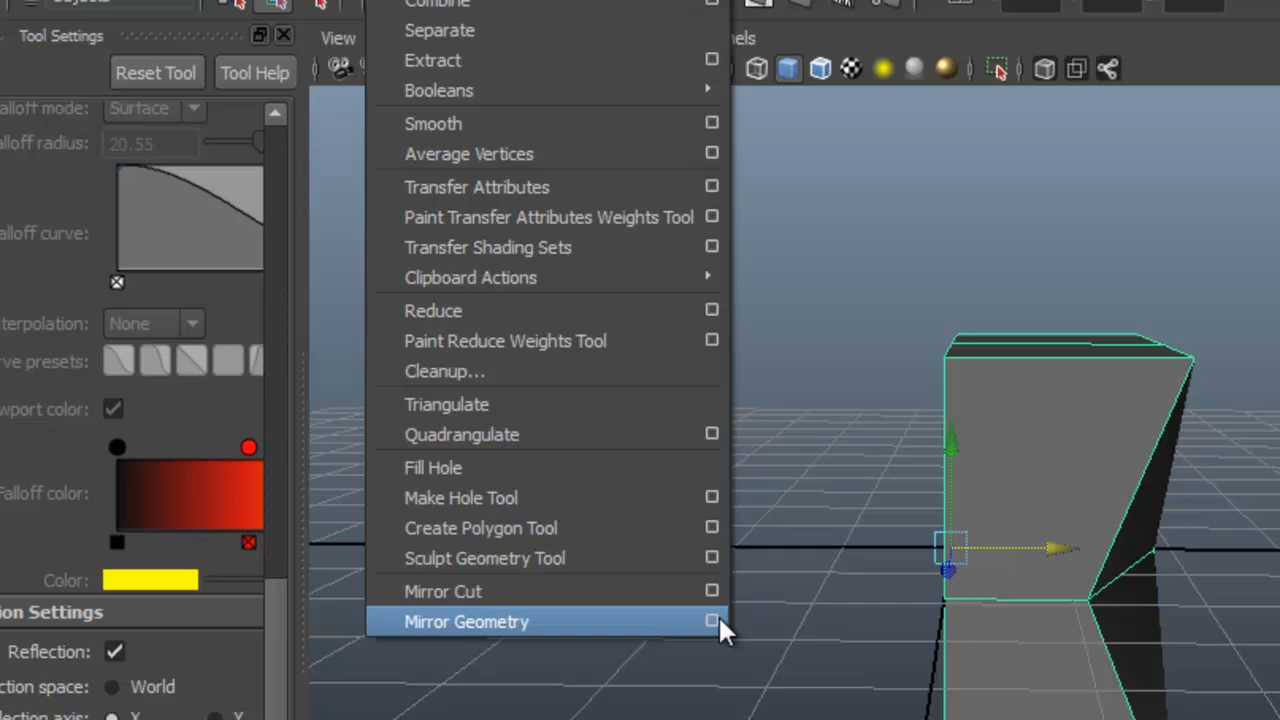 Objects
Combine
Tool Settings
View
nels
Separate
Reset Tool
Tool Help
Extract
Booleans
alloff mode:
Surface
Smooth
alloff radius:
20.55
Average Vertices
Transfer Attributes
Paint Transfer Attributes Weights Tool
alloff curve:
Transfer Shading Sets
Clipboard Actions
Reduce
terpolation:
None
Paint Reduce Weights Tool
rve presets:
Cleanup...
wport color:
Triangulate
Quadrangulate
Fill Hole
Falloff color:
Make Hole Tool
Create Polygon Tool
Sculpt Geometry Tool
Color:
Mirror Cut
ion Settings
Mirror Geometry
Reflection:
ction space:
World
lection axis:
X
Y